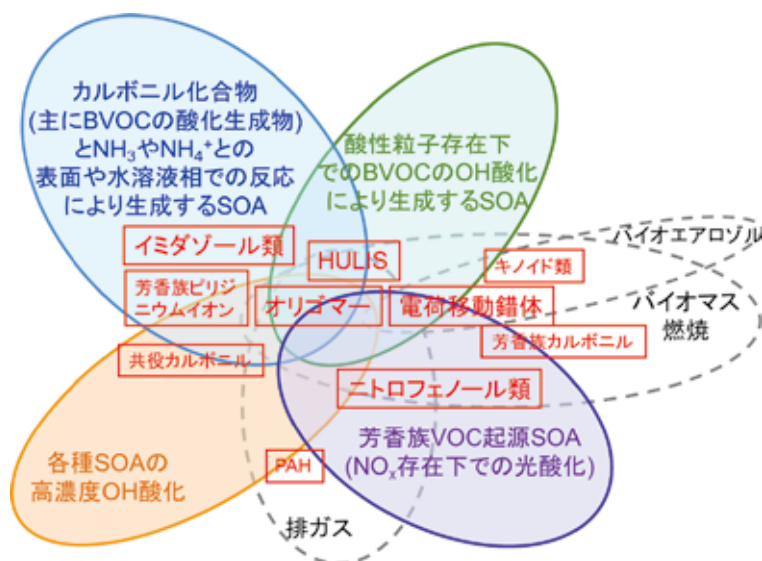 カルボニル化合物
(主にBVOCの酸化生成物)
とNH₃やNH₄⁺との
表面や水溶液相での反応
により生成するSOA
酸性粒子存在下
でのBVOCのOH酸化
により生成するSOA
バイオエアロゾル
イミダゾール類
HULIS
キノイド類
芳香族ピリジ
ニウムイオン
オリゴマー
電荷移動錯体
バイオマス
燃焼
共役カルボニル
芳香族カルボニル
ニトロフェノール類
各種SOAの
高濃度OH酸化
PAH
芳香族VOC起源SOA
(NOₓ存在下での光酸化)
排ガス